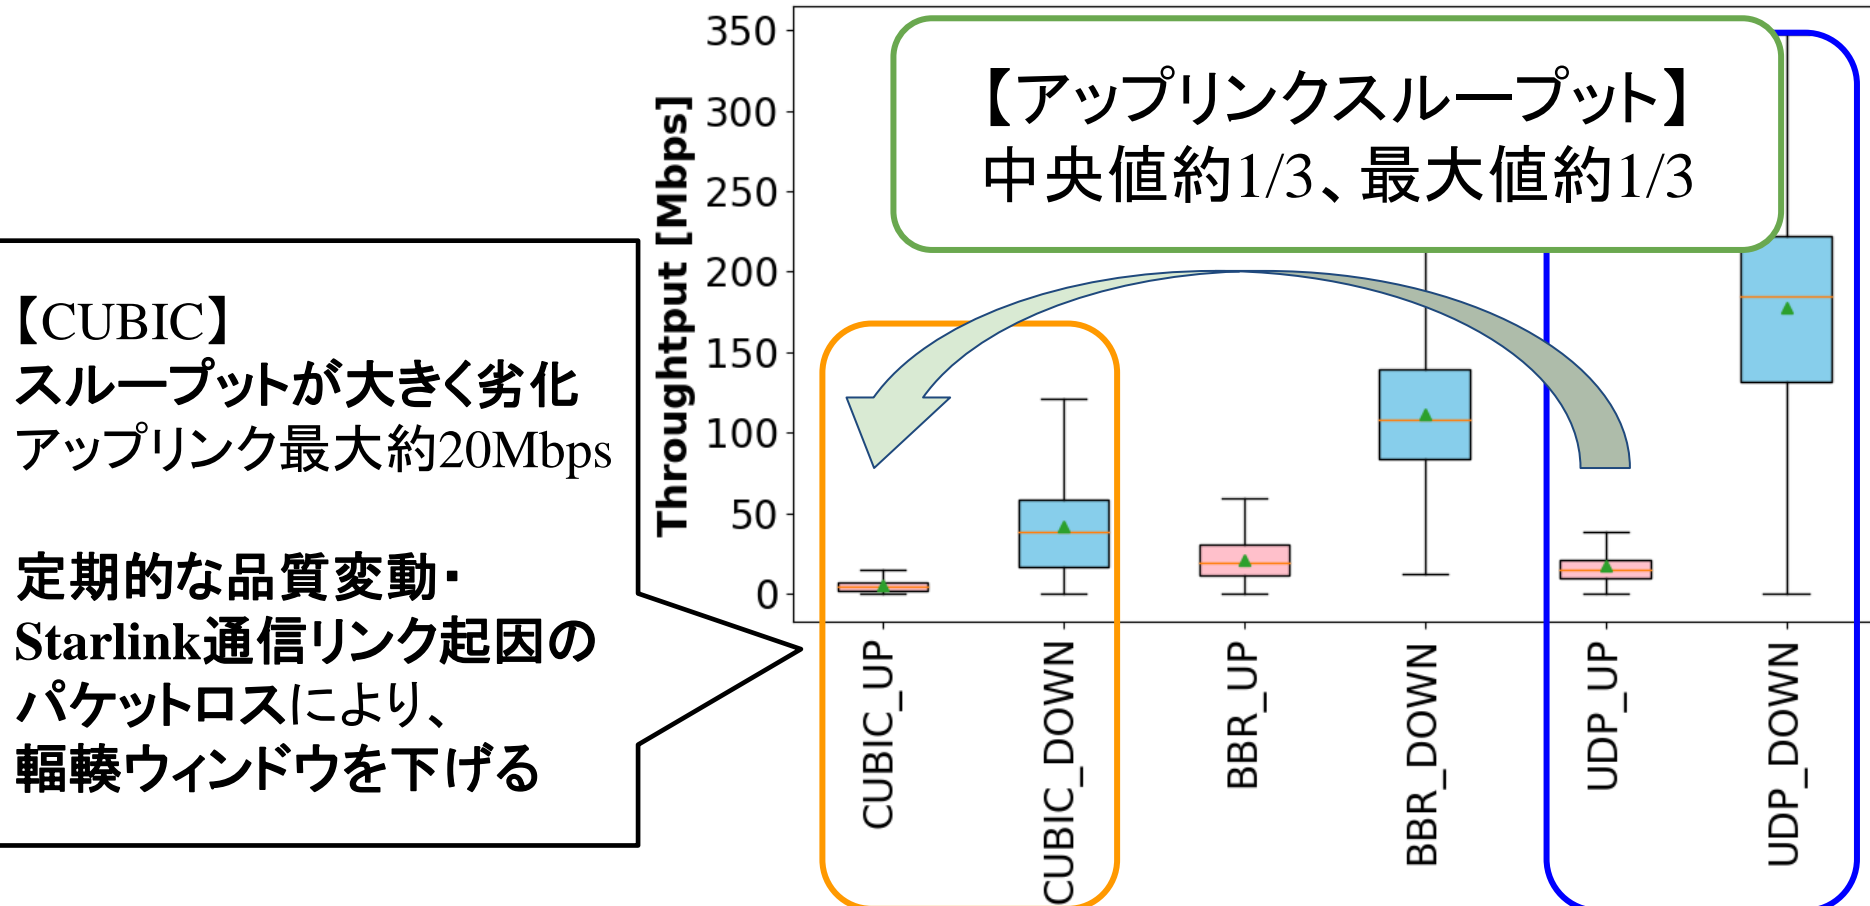 【CUBIC】
スループットが大きく劣化
アップリンク最大約20Mbps
定期的な品質変動・
Starlink通信リンク起因の
パケットロスにより、
輻輳ウィンドウを下げる
【アップリンクスループット】
中央値約1/3、最大値約1/3
Throughtput [Mbps]
350
300
250
200
150
100
50
0
CUBIC_UP
CUBIC_DOWN
BBR_UP
BBR_DOWN
UDP_UP
UDP_DOWN